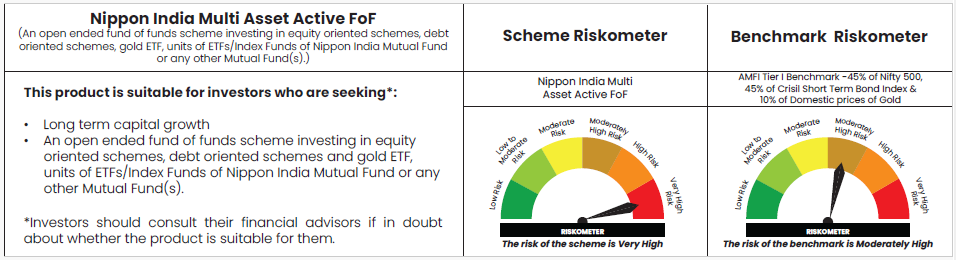 Nippon India Multi Asset Active FoF
(An open ended fund of funds scheme investing in equity oriented schemes, debt
oriented schemes, gold ETF, units of ETFs/Index Funds of Nippon India Mutual Fund
or any other Mutual Fund(s).)
Scheme Riskometer
Benchmark Riskometer
This product is suitable for investors who are seeking*:
• Long term capital growth
• An open ended fund of funds scheme investing in equity
oriented schemes, debt oriented schemes and gold ETF,
units of ETFs/Index Funds of Nippon India Mutual Fund or any
other Mutual Fund(s).
*Investors should consult their financial advisors if in doubt
about whether the product is suitable for them.
Nippon India Multi
Asset Active FoF
Low Risk
Low to
Moderate
Risk
Moderate
Risk
Moderately
High Risk
High Risk
Very High
Risk
RISKOMETER
The risk of the scheme is Very High
AMFI Tier I Benchmark -45% of Nifty 500,
45% of Crisil Short Term Bond Index &
10% of Domestic prices of Gold
Low Risk
Low to
Moderate
Risk
Moderate
Risk
Moderately
High Risk
High Risk
Very High
Risk
RISKOMETER
The risk of the benchmark is Moderately High